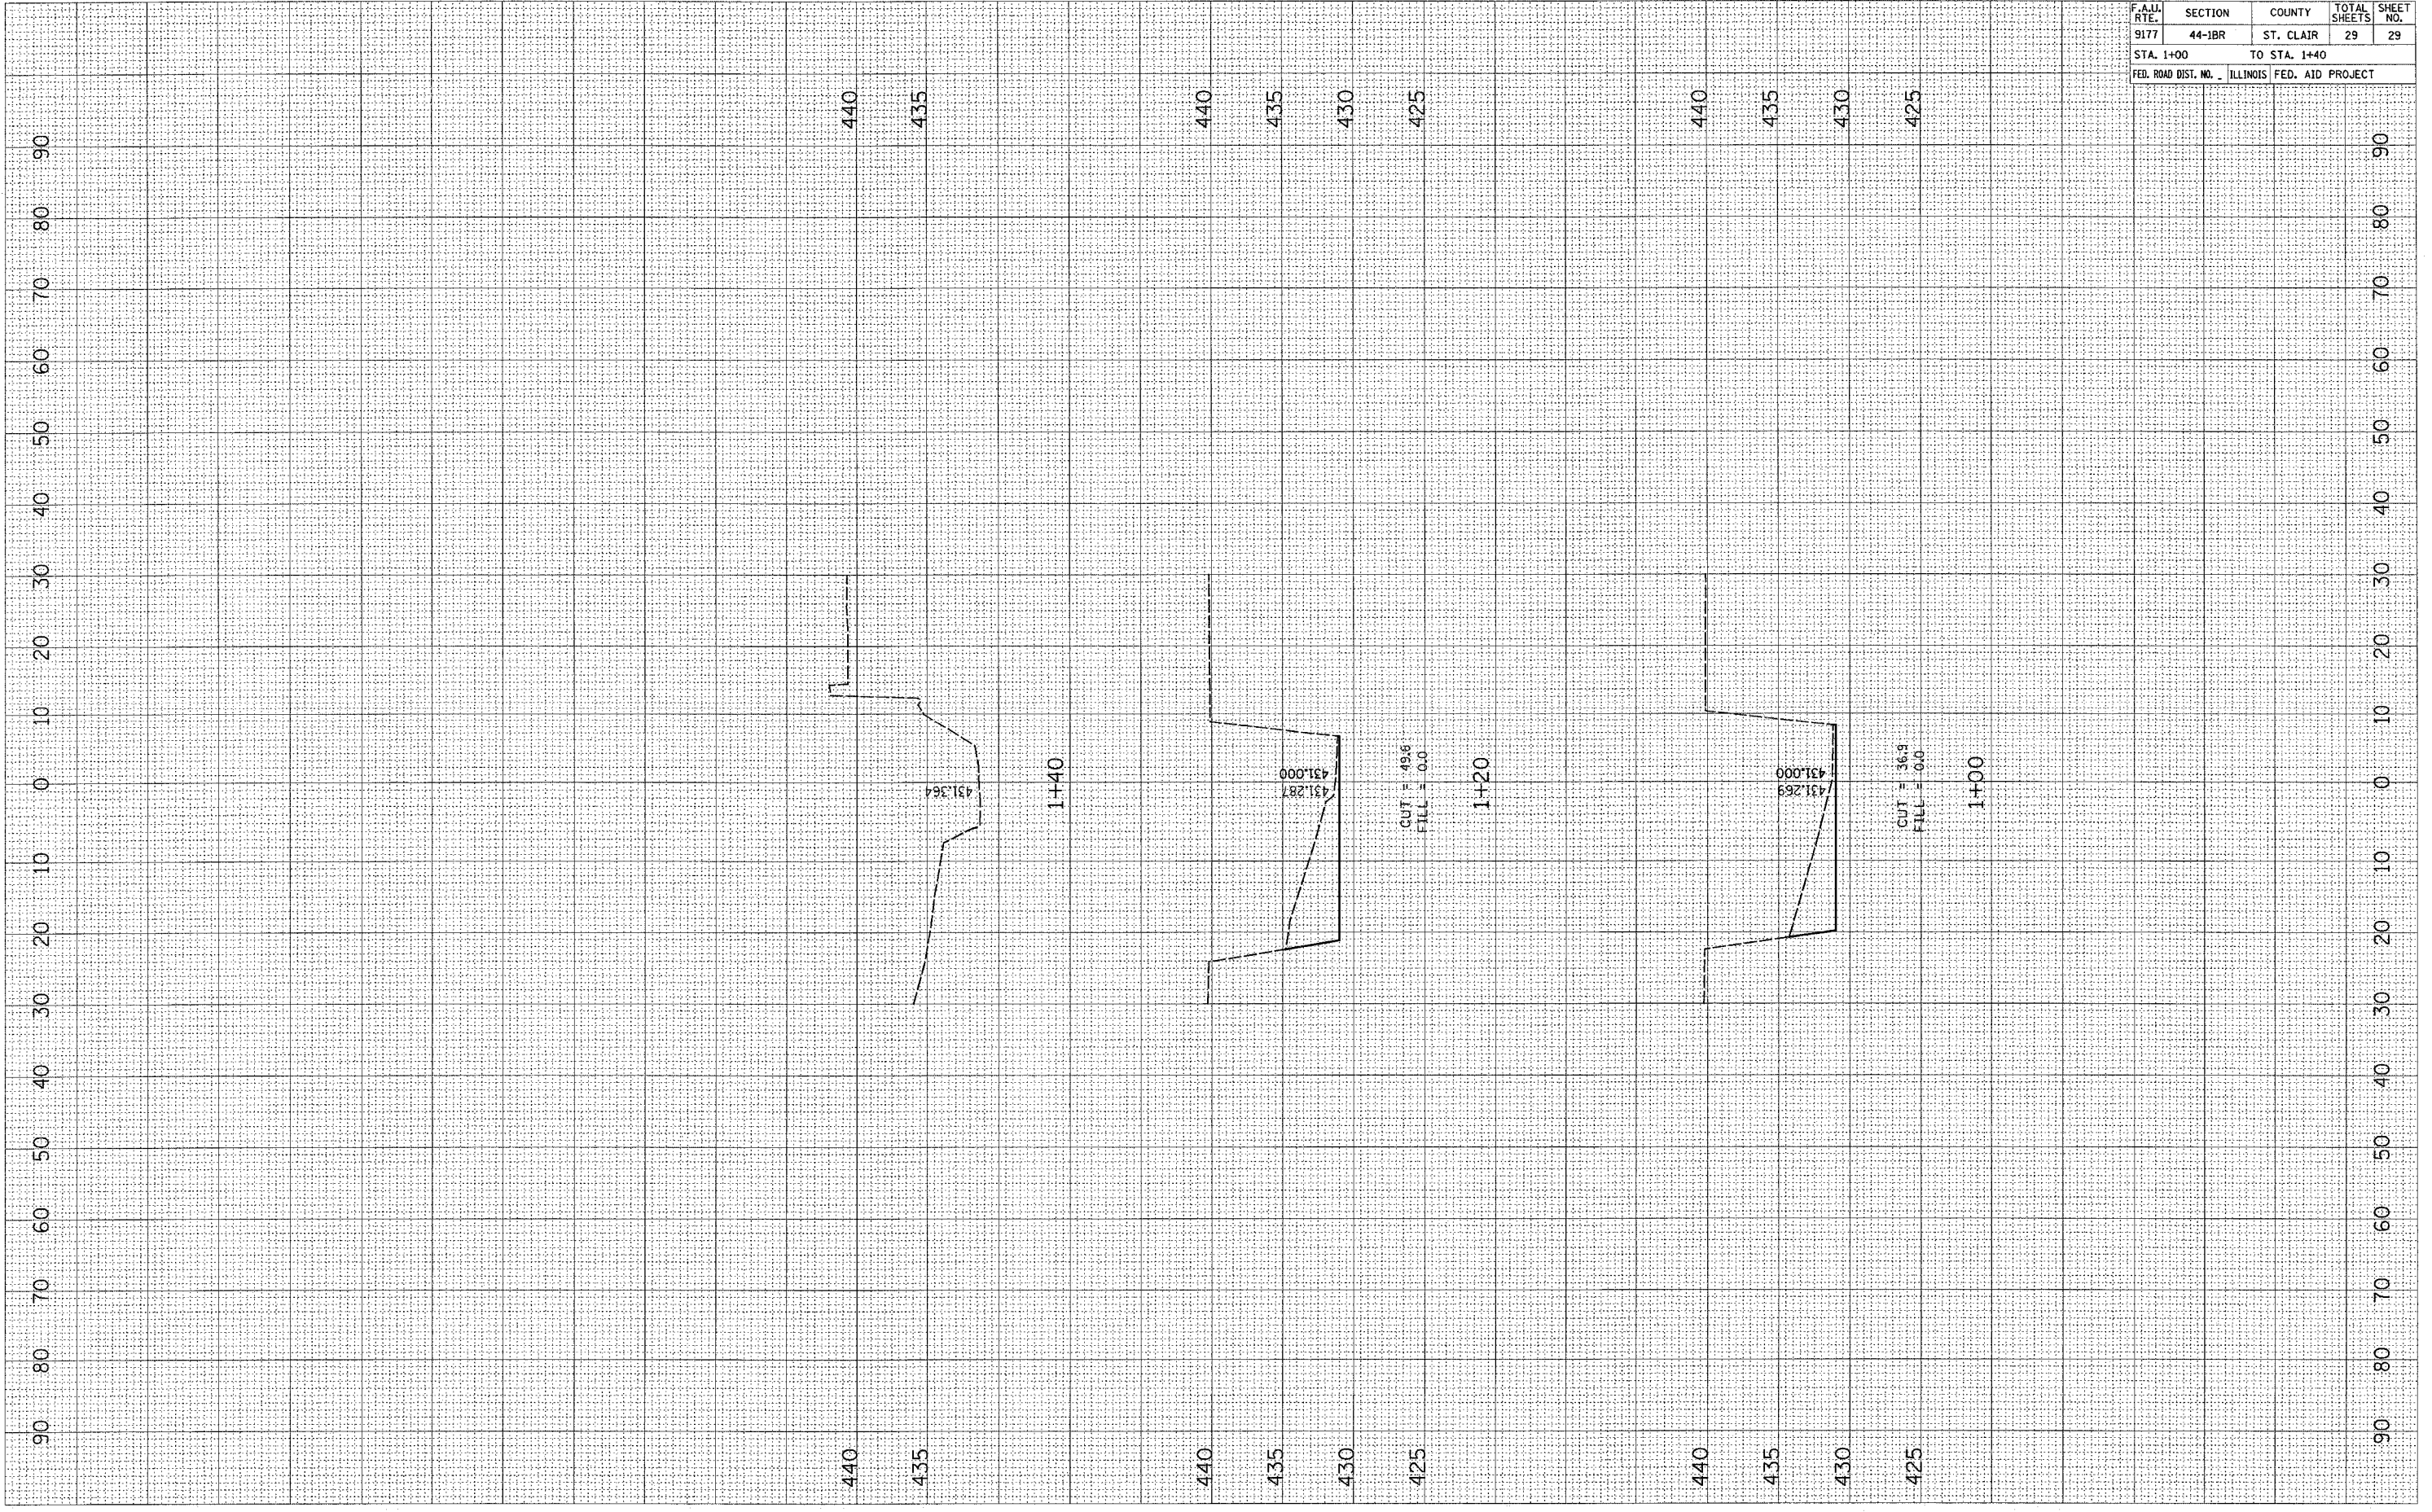 F.A.U. RTE. SECTION COUNTY TOTAL SHEETS SHEET NO.
9177 44-1BR ST. CLAIR 29 29
STA. 1+00 TO STA. 1+40
FED. ROAD DIST. NO. _ ILLINOIS FED. AID PROJECT
90 80 70 60 50 40 30 20 10 0 10 20 30 40 50 60 70 80 90
440 435
431.364
1+40
440 435
440 435 430 425
431.000
431.287
CUT = 49.6
FILL = 0.0
1+20
440 435 430 425
440 435 430 425
431.000
431.269
CUT = 36.9
FILL = 0.0
1+00
440 435 430 425
90 80 70 60 50 40 30 20 10 0 10 20 30 40 50 60 70 80 90